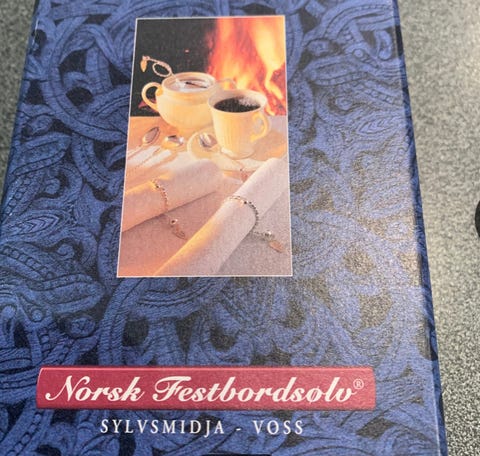 Norsk Festbordsølv®
SYLVSMIDJA - VOSS